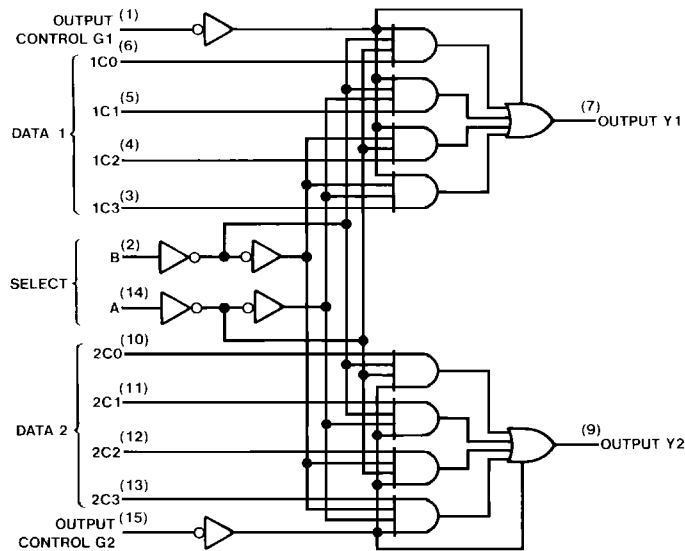 OUTPUT (1)
CONTROL G1
(6)
1C0
(5)
1C1
DATA 1
(4)
1C2
(3)
1C3
(7)
OUTPUT Y1
(2)
B
SELECT
(14)
A
(10)
2C0
(11)
2C1
DATA 2
(12)
2C2
(13)
2C3
(9)
OUTPUT Y2
OUTPUT (15)
CONTROL G2